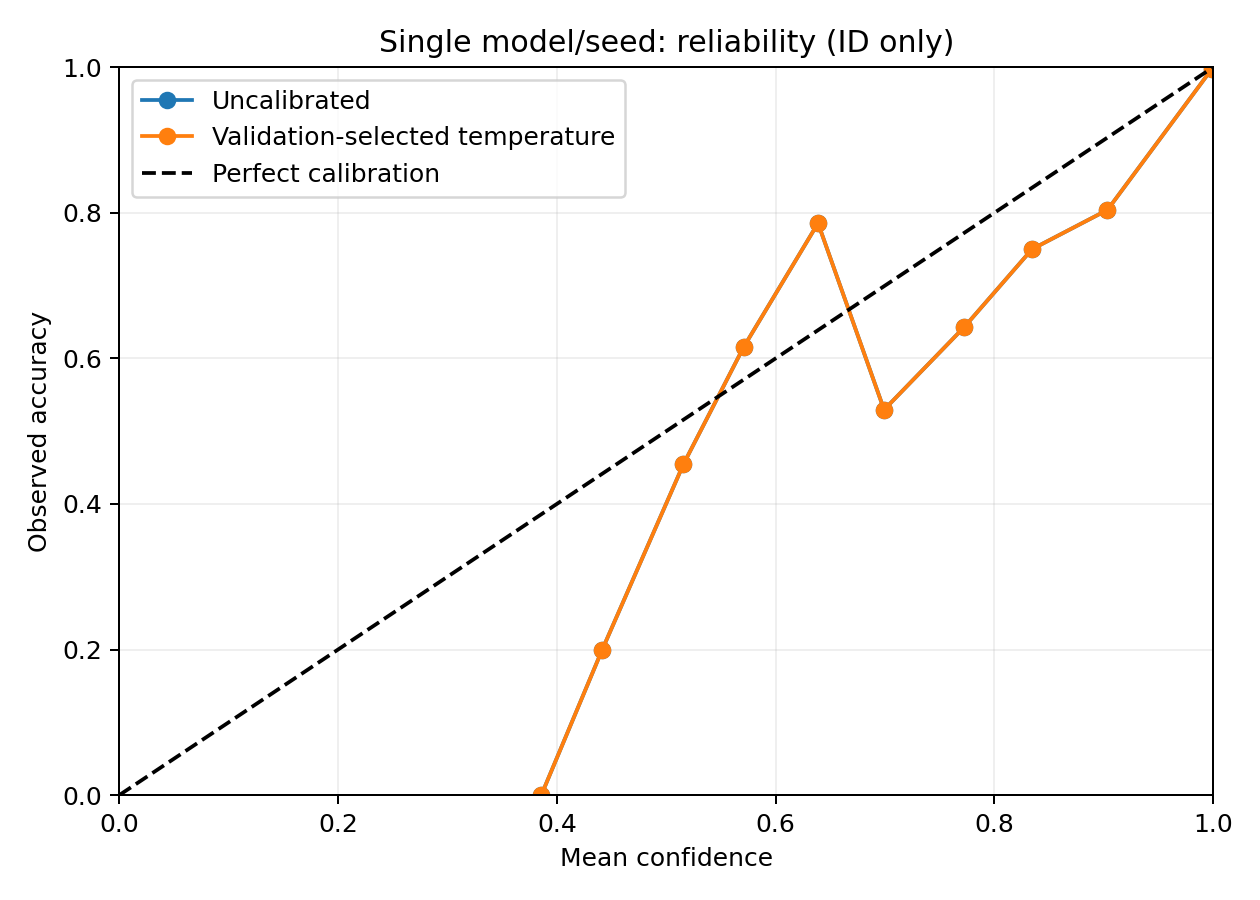 Single model/seed: reliability (ID only)
Uncalibrated
Validation-selected temperature
Perfect calibration
1.0
0.8
0.6
0.4
0.2
0.0
Observed accuracy
0.0 0.2 0.4 0.6 0.8 1.0
Mean confidence